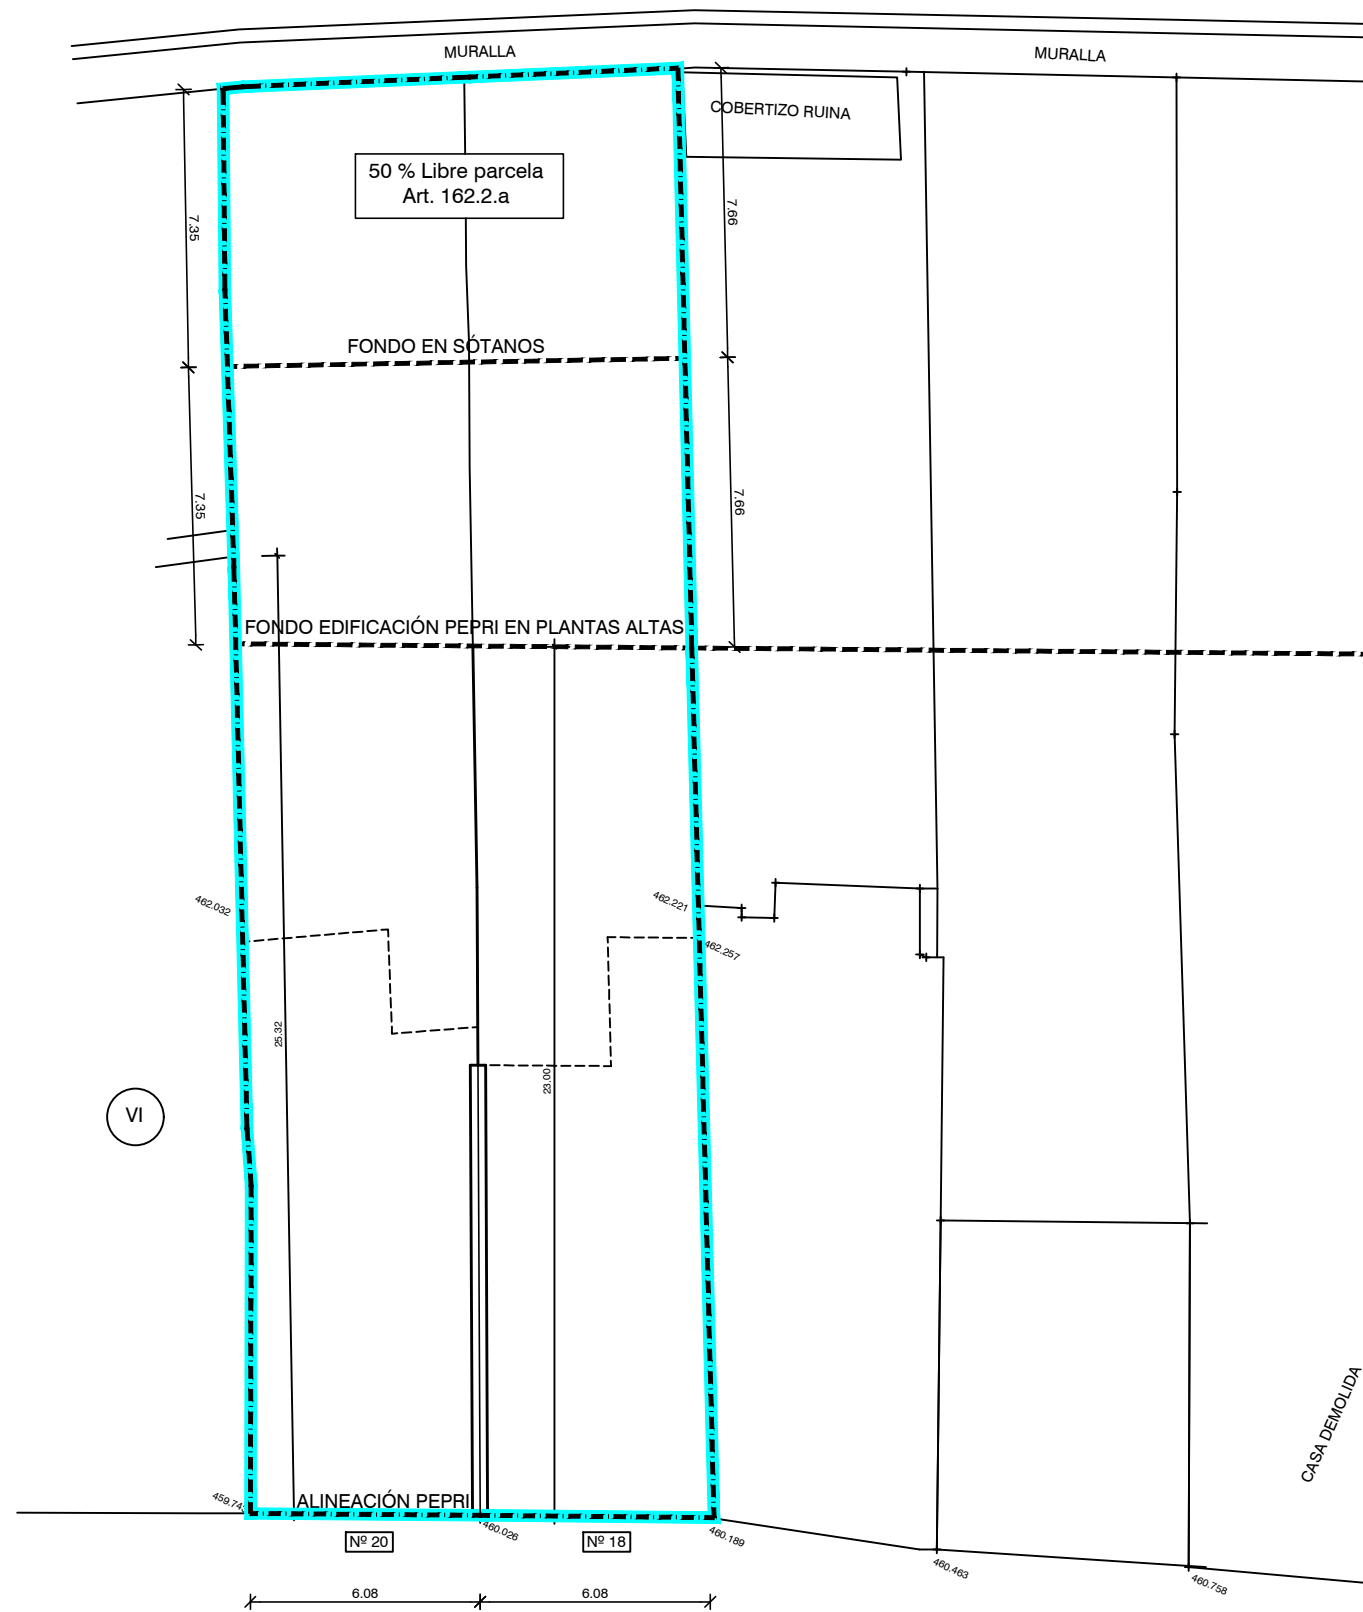 MURALLA
MURALLA
COBERTIZO RUINA
50 % Libre parcela
Art. 162.2.a
7.35
7.66
FONDO EN SÓTANOS
7.35
7.66
FONDO EDIFICACIÓN PEPRI EN PLANTAS ALTAS
462.032
462.221
462.257
25.32
23.00
VI
CASA DEMOLIDA
459.74
ALINEACIÓN PEPRI
460.026
460.189
Nº 20
Nº 18
460.463
460.758
6.08
6.08